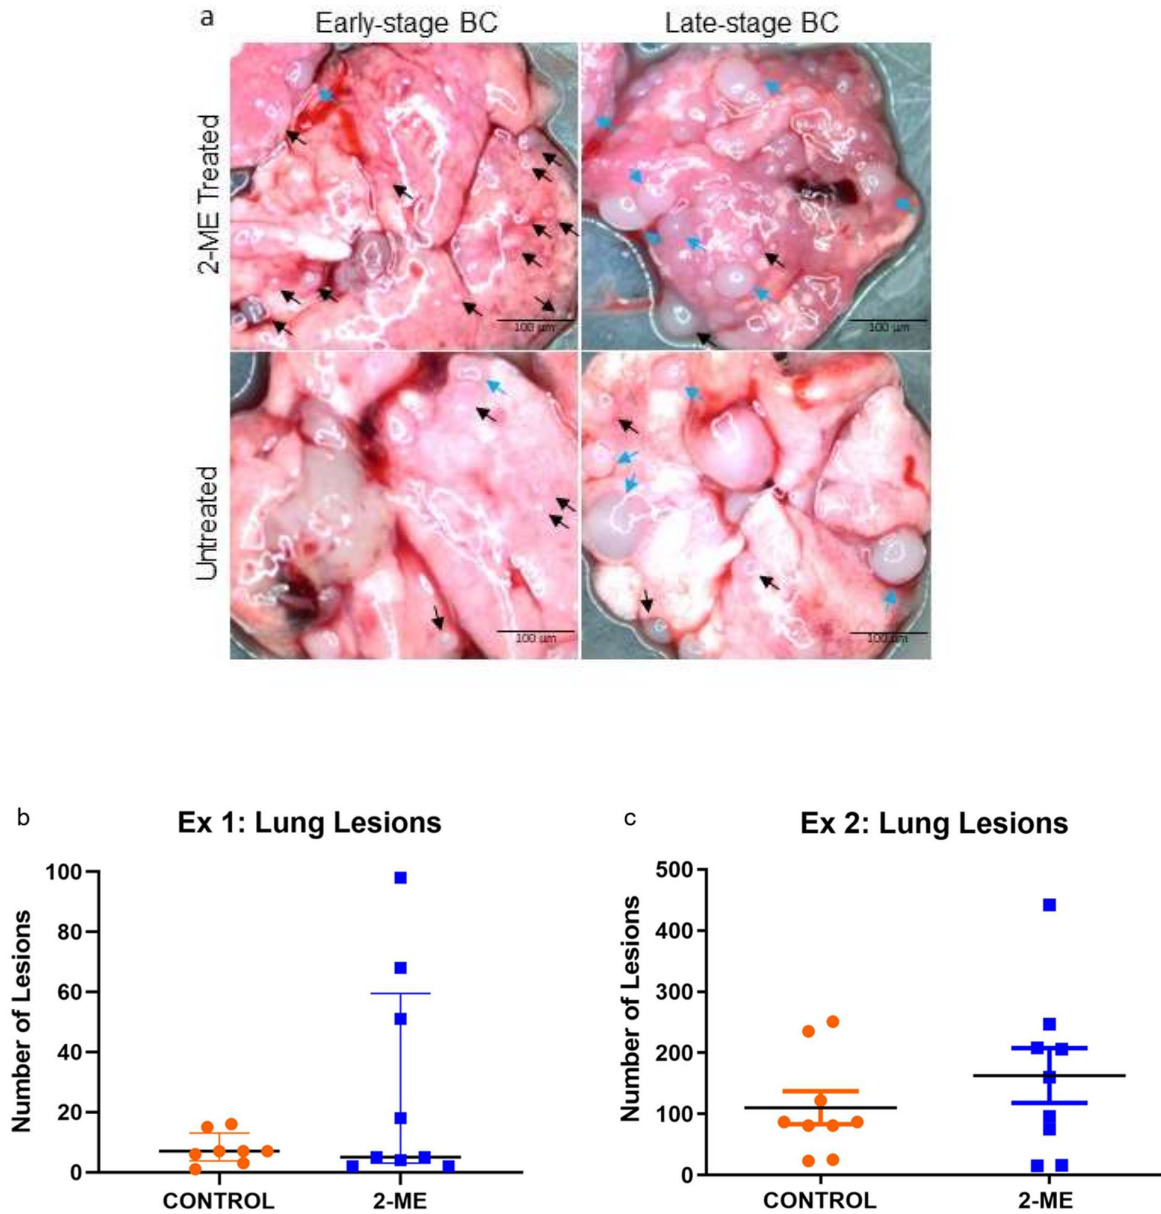 a
Early-stage BC
Late-stage BC
2-ME Treated
100 µm
100 µm
Untreated
100 µm
100 µm
b
Ex 1: Lung Lesions
Number of Lesions
100
80
60
40
20
0
CONTROL
2-ME
c
Ex 2: Lung Lesions
Number of Lesions
500
400
300
200
100
0
CONTROL
2-ME